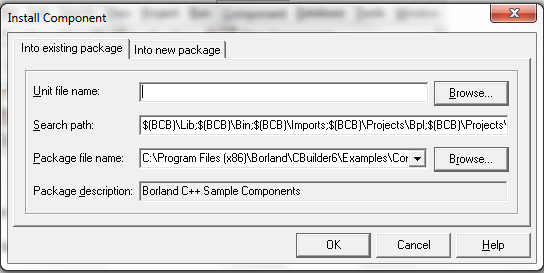 Install Component
Into existing package
Into new package
Unit file name:
Browse...
Search path:
$(BCB)\Lib;$(BCB)\Bin;$(BCB)\Imports;$(BCB)\Projects\Bpl;$(BCB)\Projects\
Package file name:
C:\Program Files (x86)\Borland\CBuilder6\Examples\Cor
Browse...
Package description:
Borland C++ Sample Components
OK
Cancel
Help